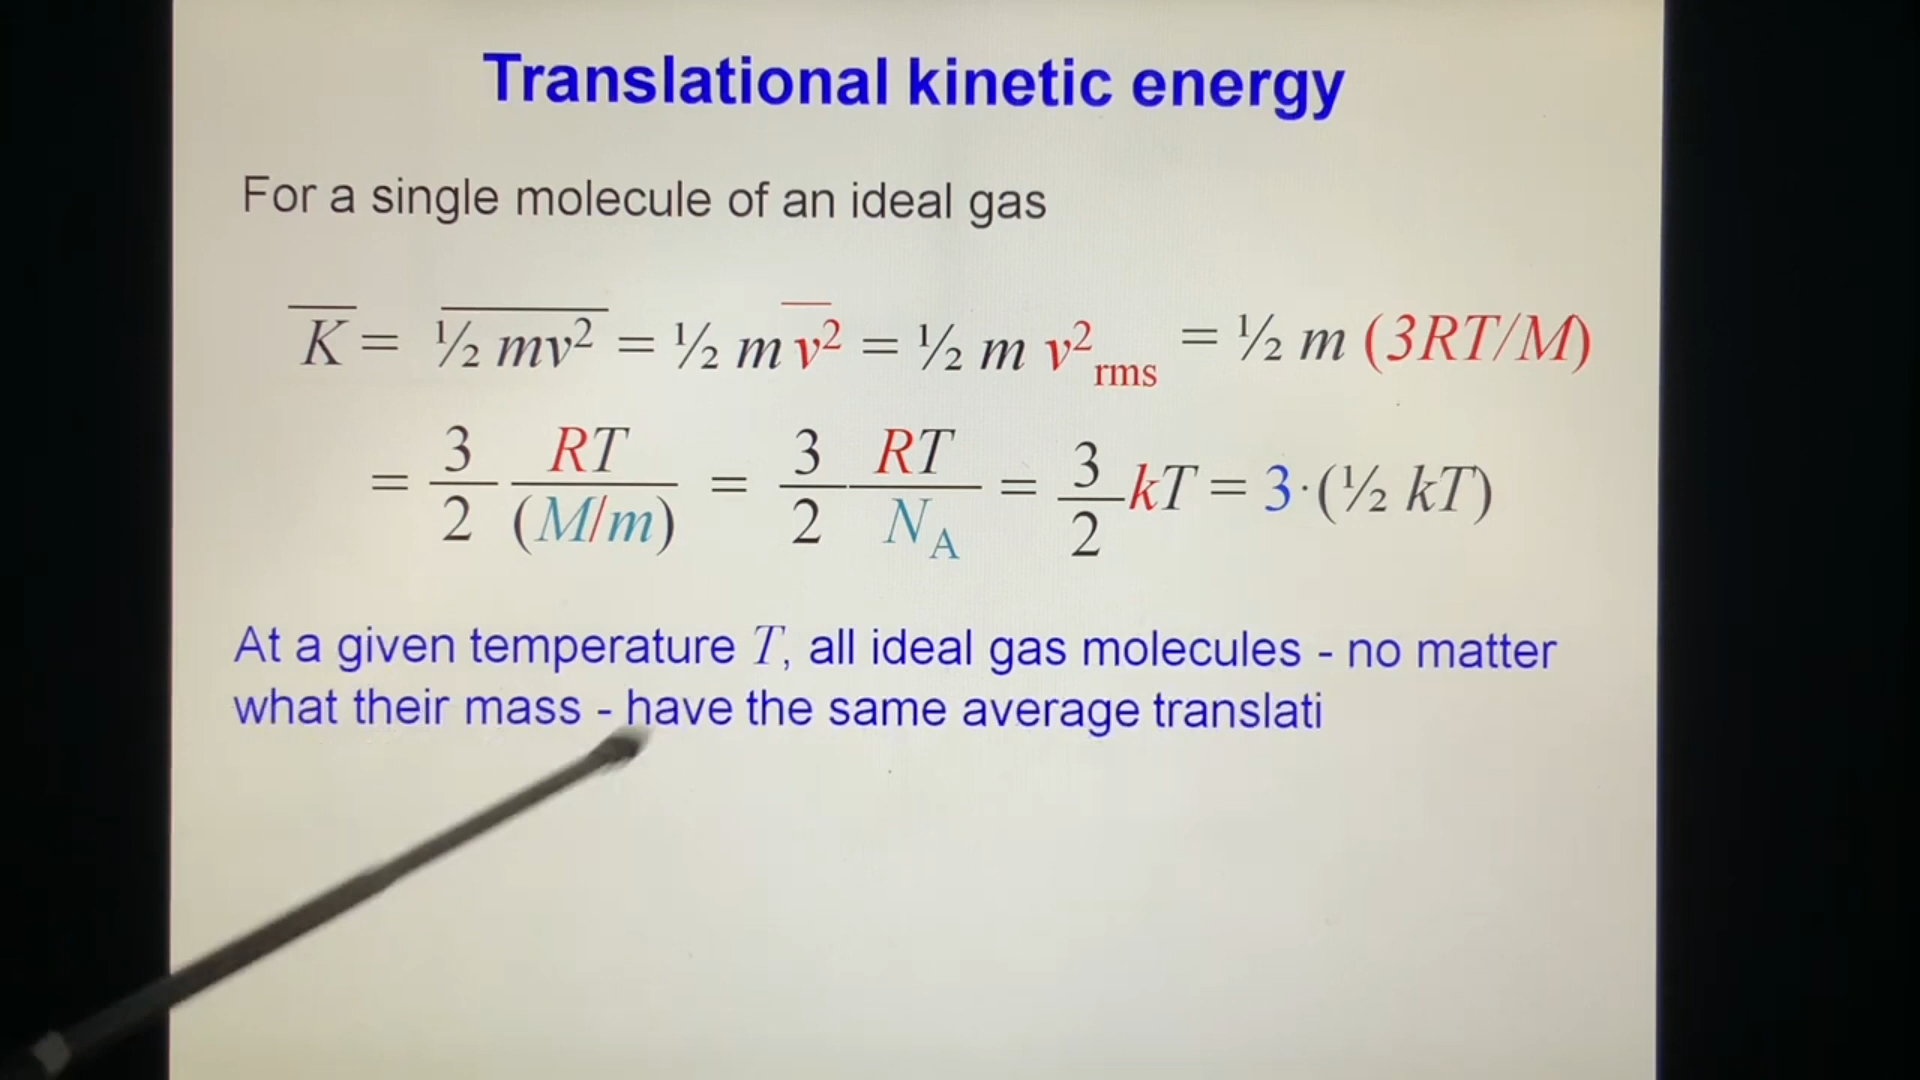 Translational kinetic energy
For a single molecule of an ideal gas
K̅ = ½ mv² = ½ m v² = ½ m v²rms = ½ m (3RT/M)
= 3/2 RT/(M/m) = 3/2 RT/NA = 3/2 kT = 3·(½ kT)
At a given temperature T, all ideal gas molecules - no matter
what their mass - have the same average translati